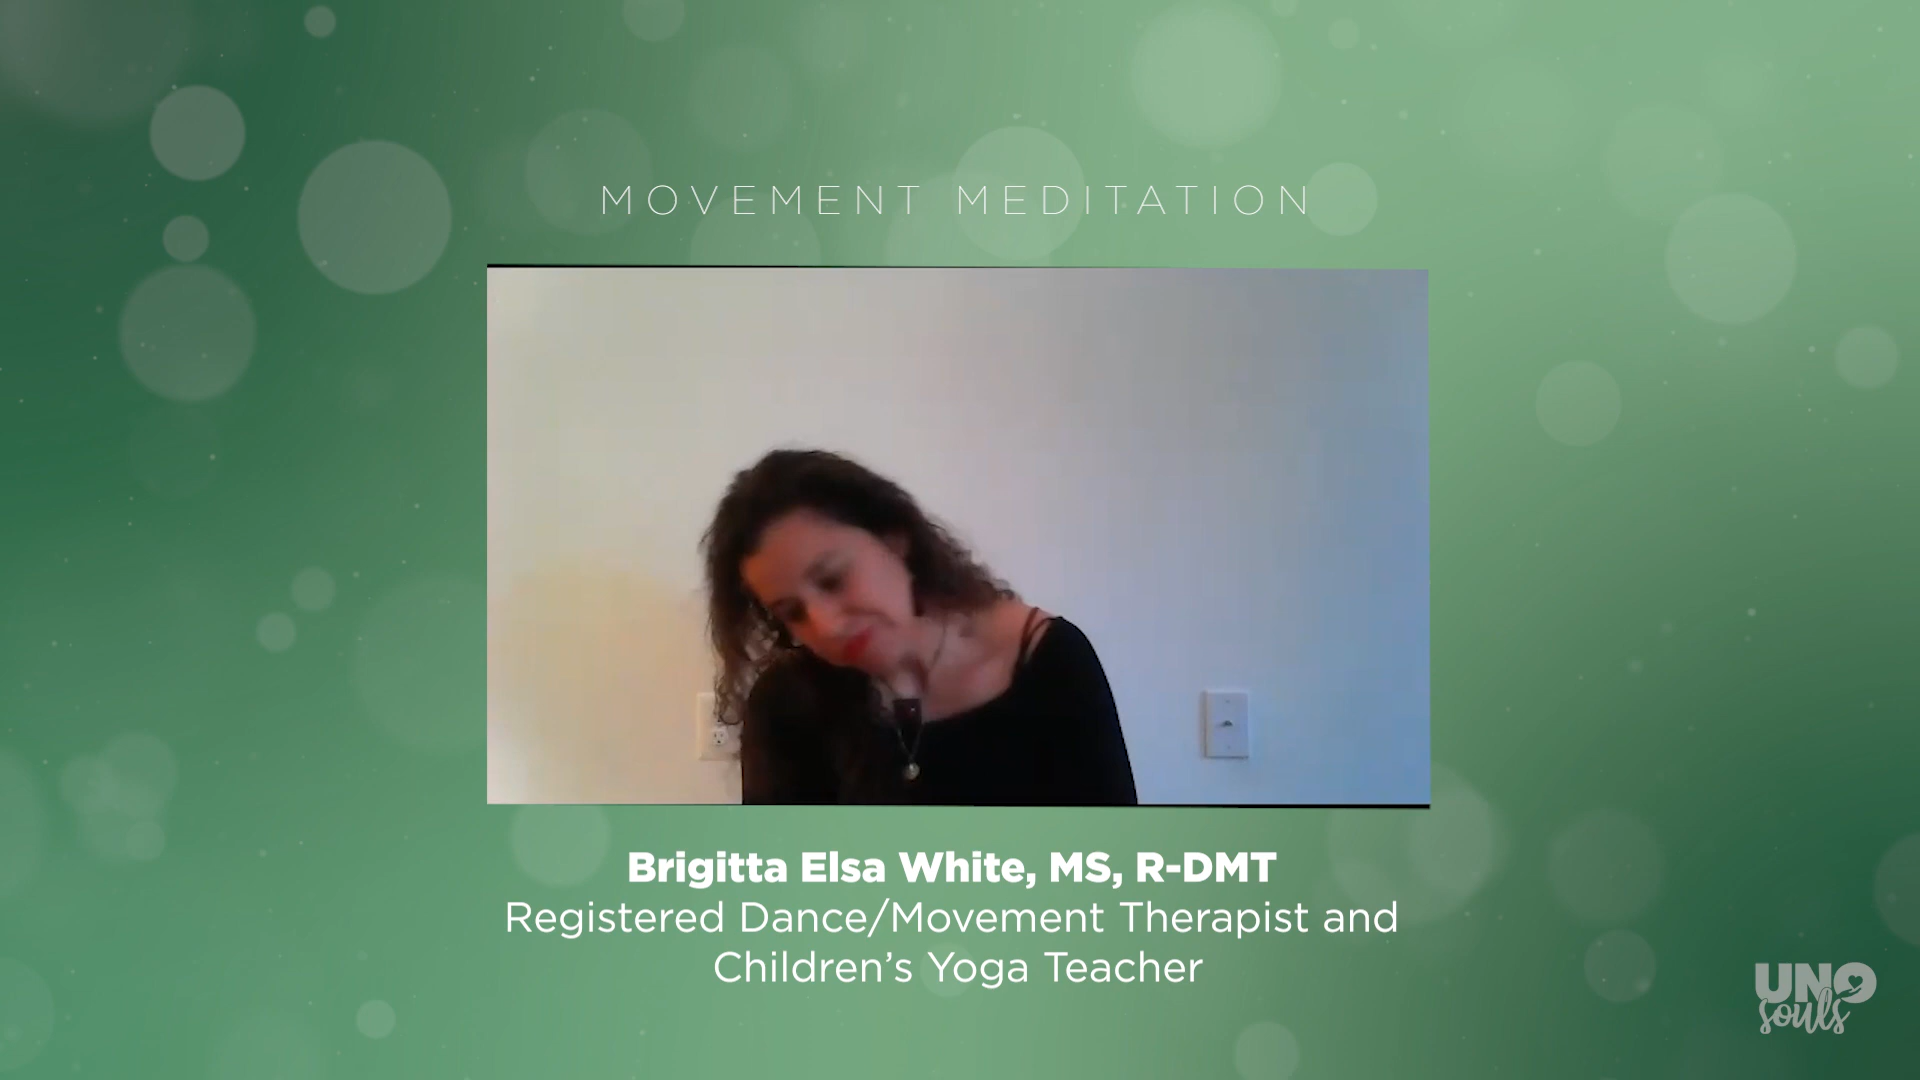 MOVEMENT MEDITATION
Brigitta Elsa White, MS, R-DMT
Registered Dance/Movement Therapist and
Children’s Yoga Teacher
UNO
souls